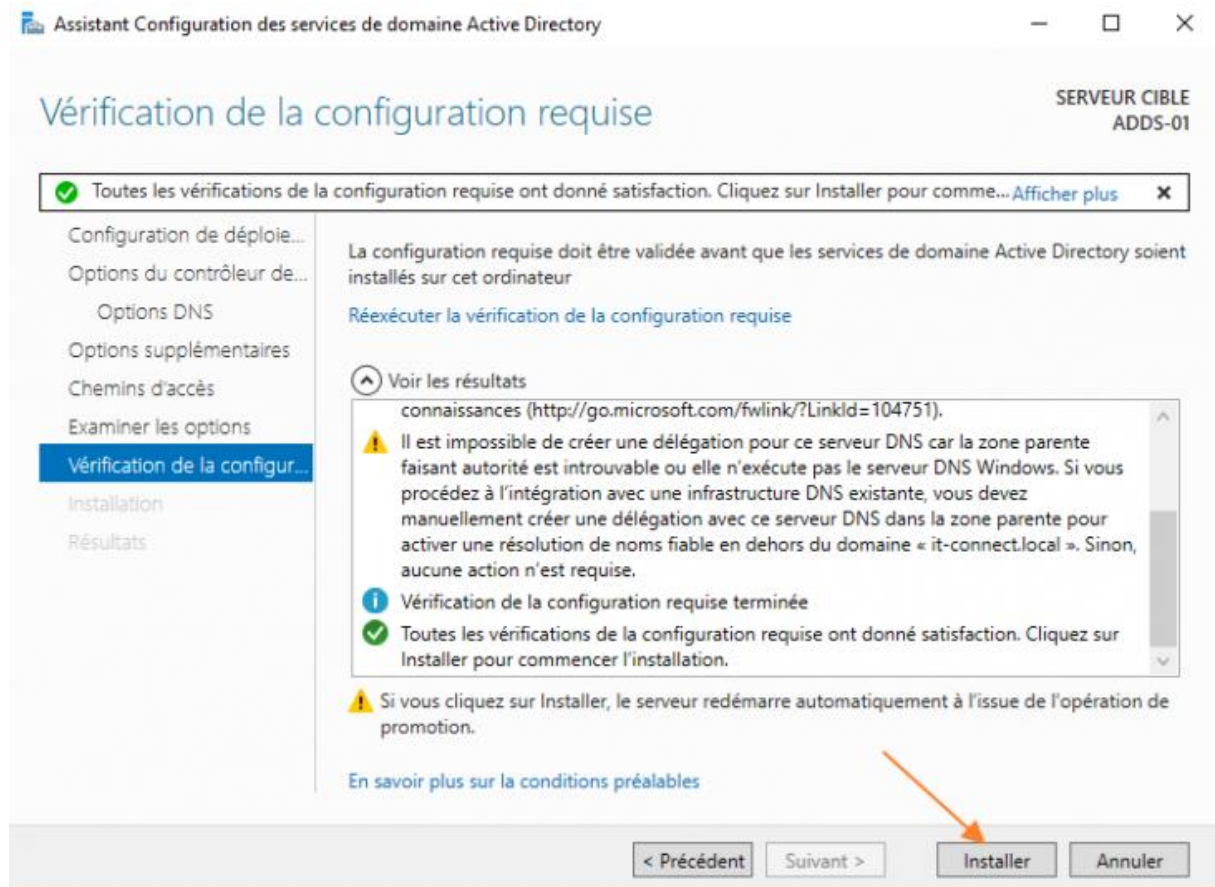 Assistant Configuration des services de domaine Active Directory
Vérification de la configuration requise
SERVEUR CIBLE
ADDS-01
Toutes les vérifications de la configuration requise ont donné satisfaction. Cliquez sur Installer pour comme... Afficher plus
Configuration de déploie...
Options du contrôleur de...
Options DNS
Options supplémentaires
Chemins d'accès
Examiner les options
Vérification de la configur...
Installation
Résultats
La configuration requise doit être validée avant que les services de domaine Active Directory soient
installés sur cet ordinateur
Réexécuter la vérification de la configuration requise
Voir les résultats
connaissances (http://go.microsoft.com/fwlink/?LinkId=104751).
Il est impossible de créer une délégation pour ce serveur DNS car la zone parente
faisant autorité est introuvable ou elle n'exécute pas le serveur DNS Windows. Si vous
procédez à l'intégration avec une infrastructure DNS existante, vous devez
manuellement créer une délégation avec ce serveur DNS dans la zone parente pour
activer une résolution de noms fiable en dehors du domaine « it-connect.local ». Sinon,
aucune action n'est requise.
Vérification de la configuration requise terminée
Toutes les vérifications de la configuration requise ont donné satisfaction. Cliquez sur
Installer pour commencer l'installation.
Si vous cliquez sur Installer, le serveur redémarre automatiquement à l'issue de l'opération de
promotion.
En savoir plus sur la conditions préalables
< Précédent Suivant > Installer Annuler